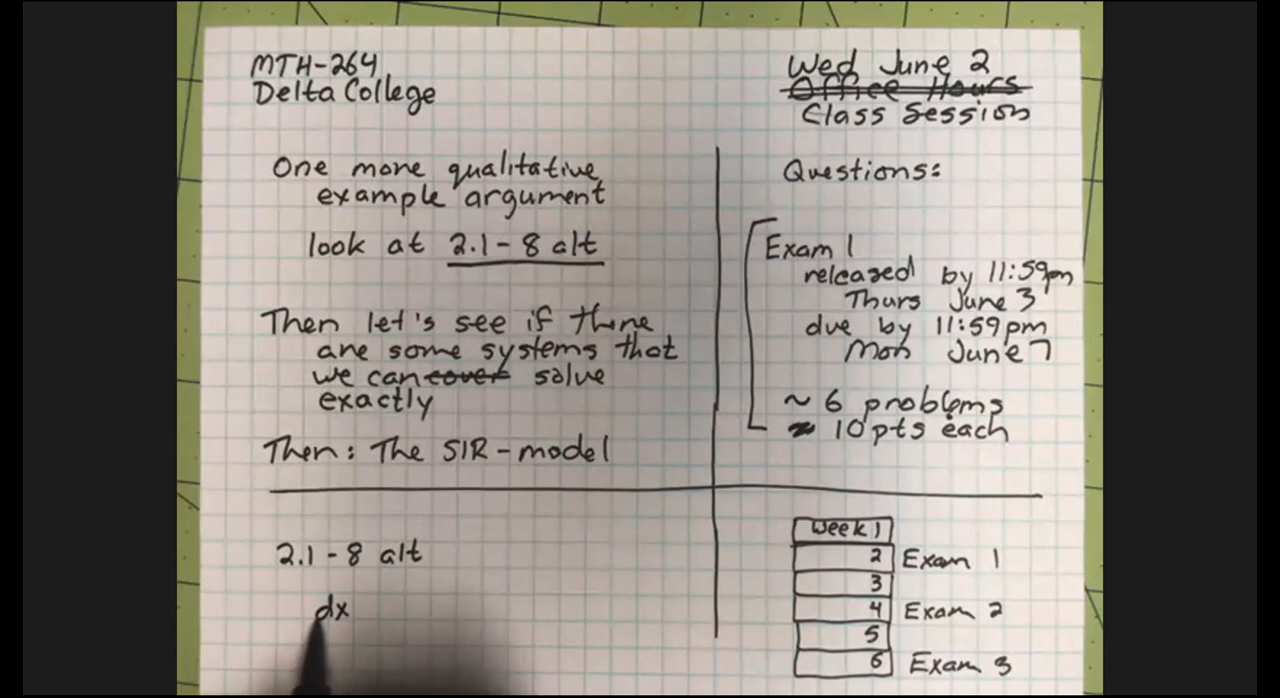 MTH-264
Delta College
Wed June 2
Office Hours
Class Session
One more qualitative
example argument
look at 2.1-8 alt
Then let's see if there
are some systems that
we can cover solve
exactly
Then: The SIR-model
Questions:
Exam 1
released by 11:59pm
Thurs June 3
due by 11:59pm
Mon June 7
~ 6 problems
10pts each
2.1-8 alt
dx
Week 1
2 Exam 1
3
4 Exam 2
5
6 Exam 3